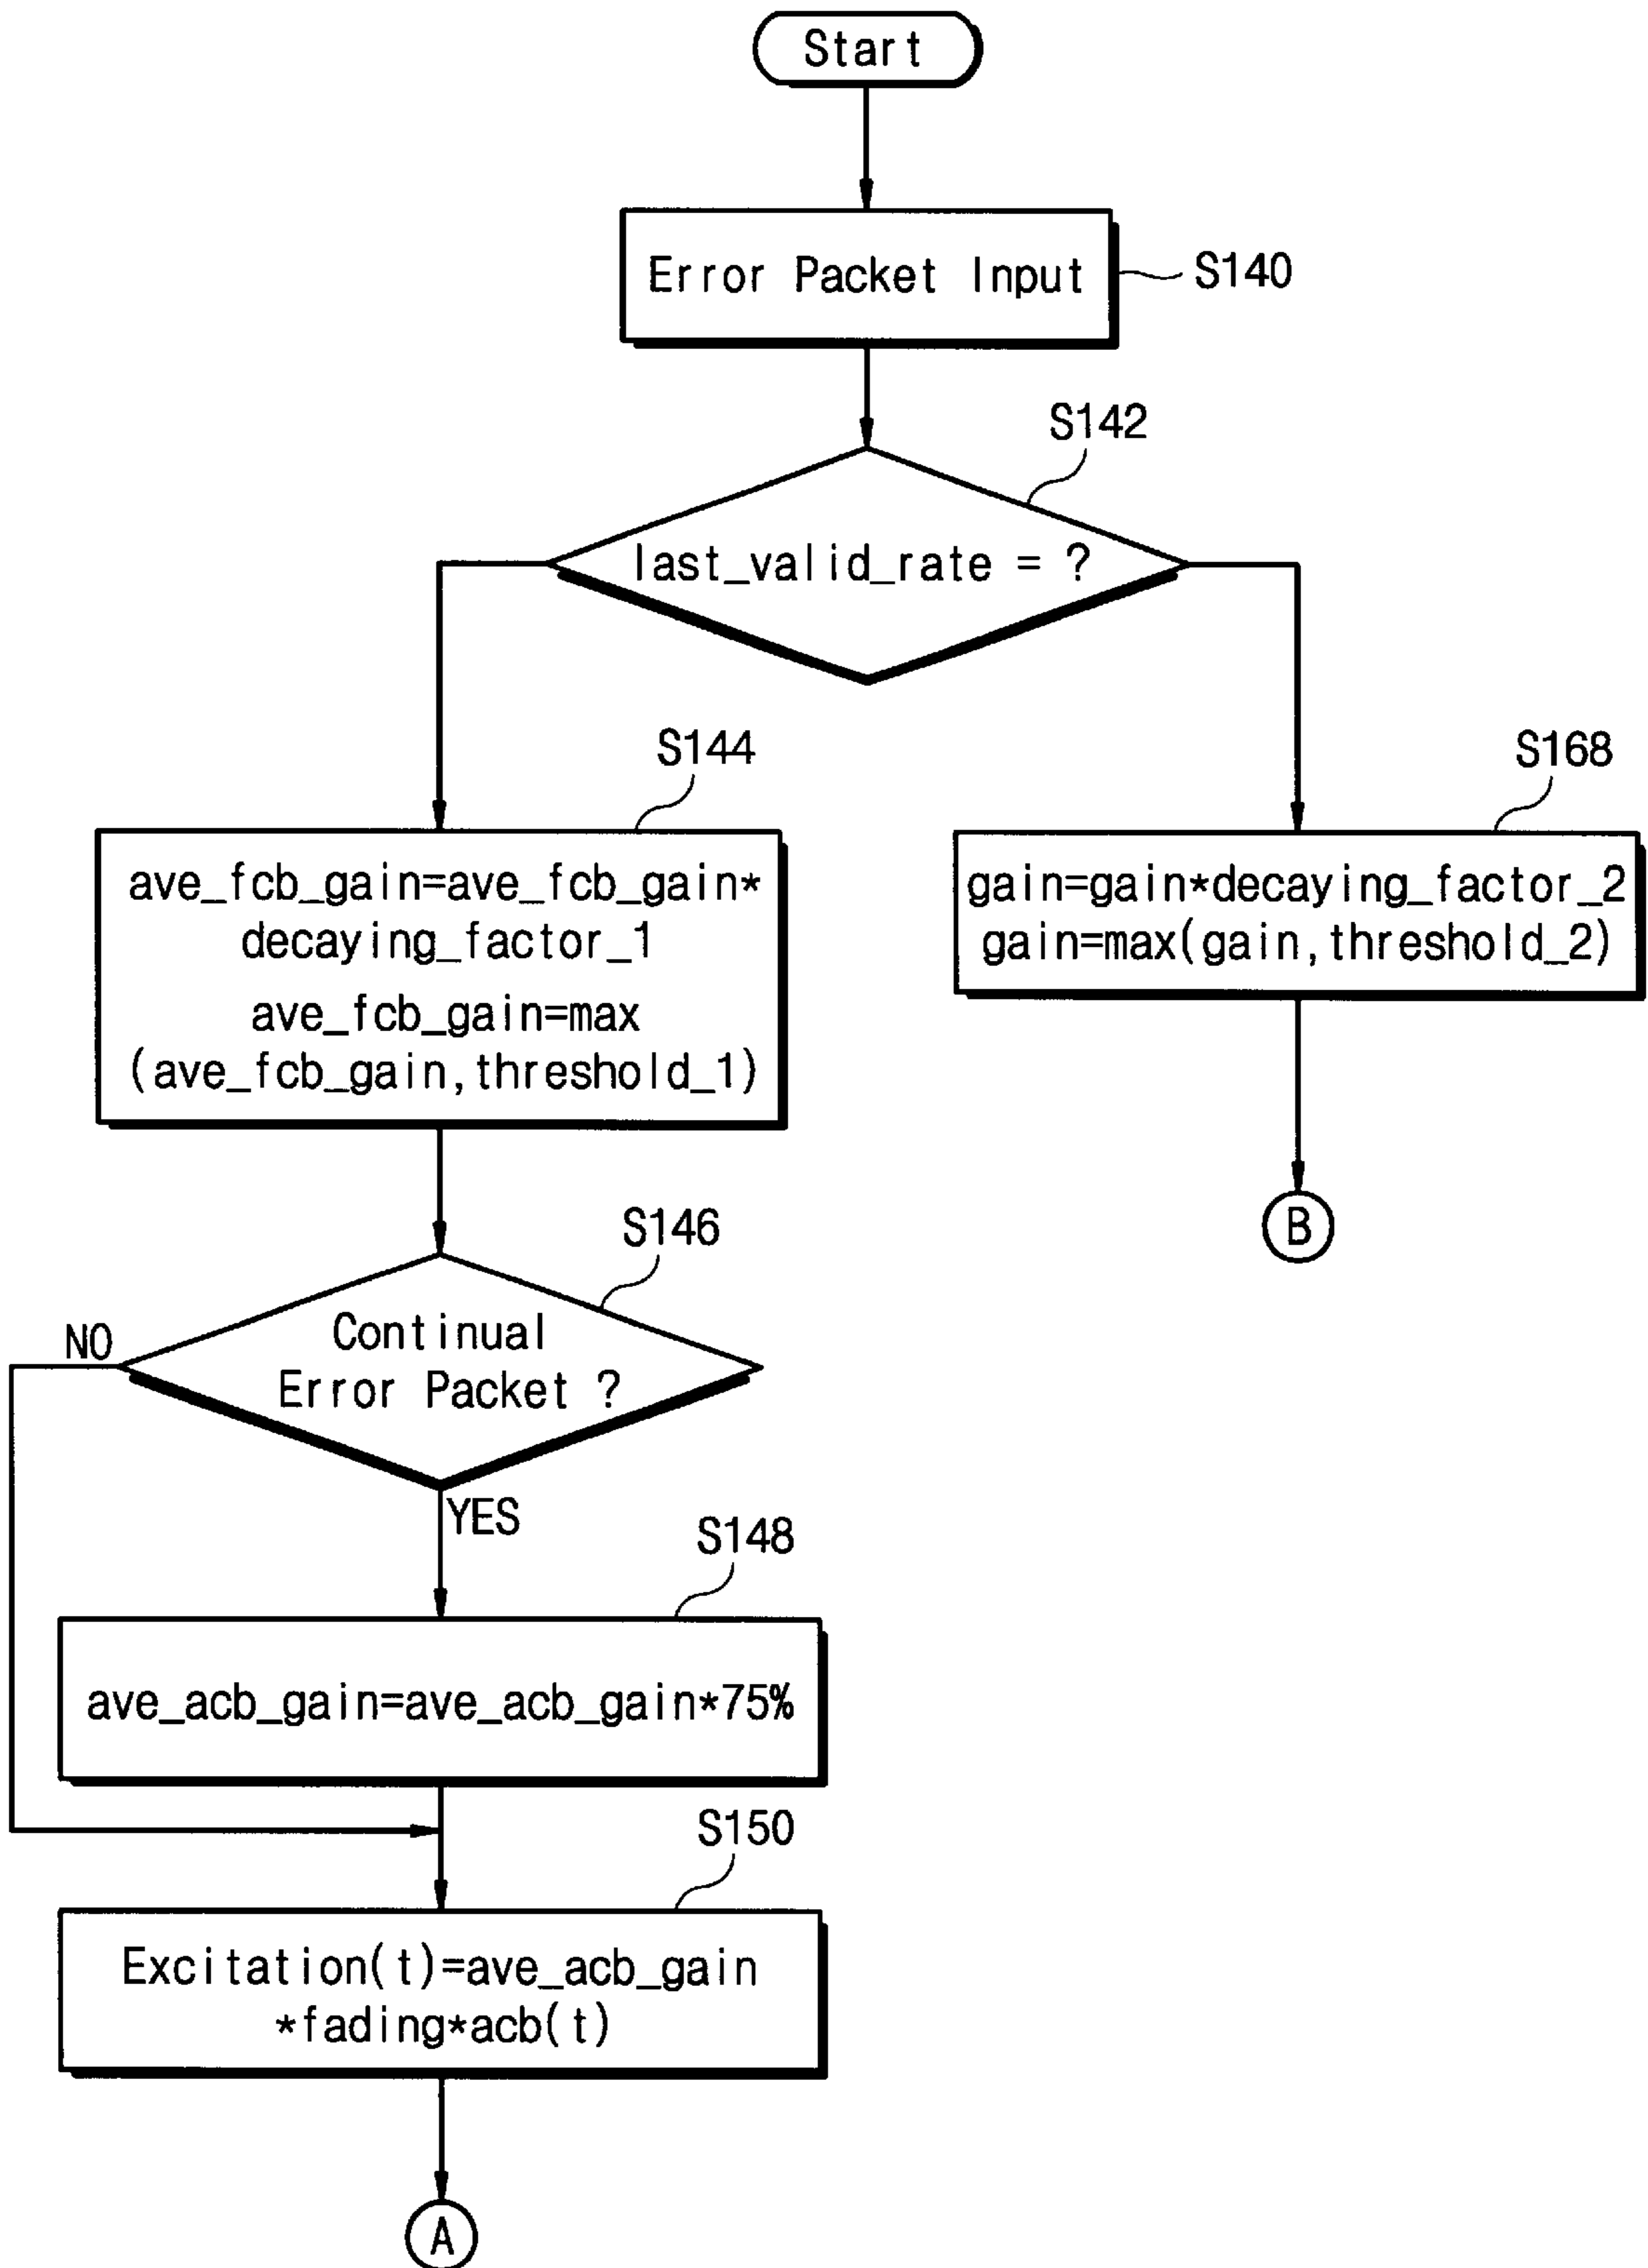 Start
Error Packet Input
S140
S142
last_valid_rate = ?
S144
ave_fcb_gain=ave_fcb_gain*
decaying_factor_1
ave_fcb_gain=max
(ave_fcb_gain,threshold_1)
S168
gain=gain*decaying_factor_2
gain=max(gain,threshold_2)
B
S146
Continual
Error Packet ?
NO
YES
S148
ave_acb_gain=ave_acb_gain*75%
S150
Excitation(t)=ave_acb_gain
*fading*acb(t)
A